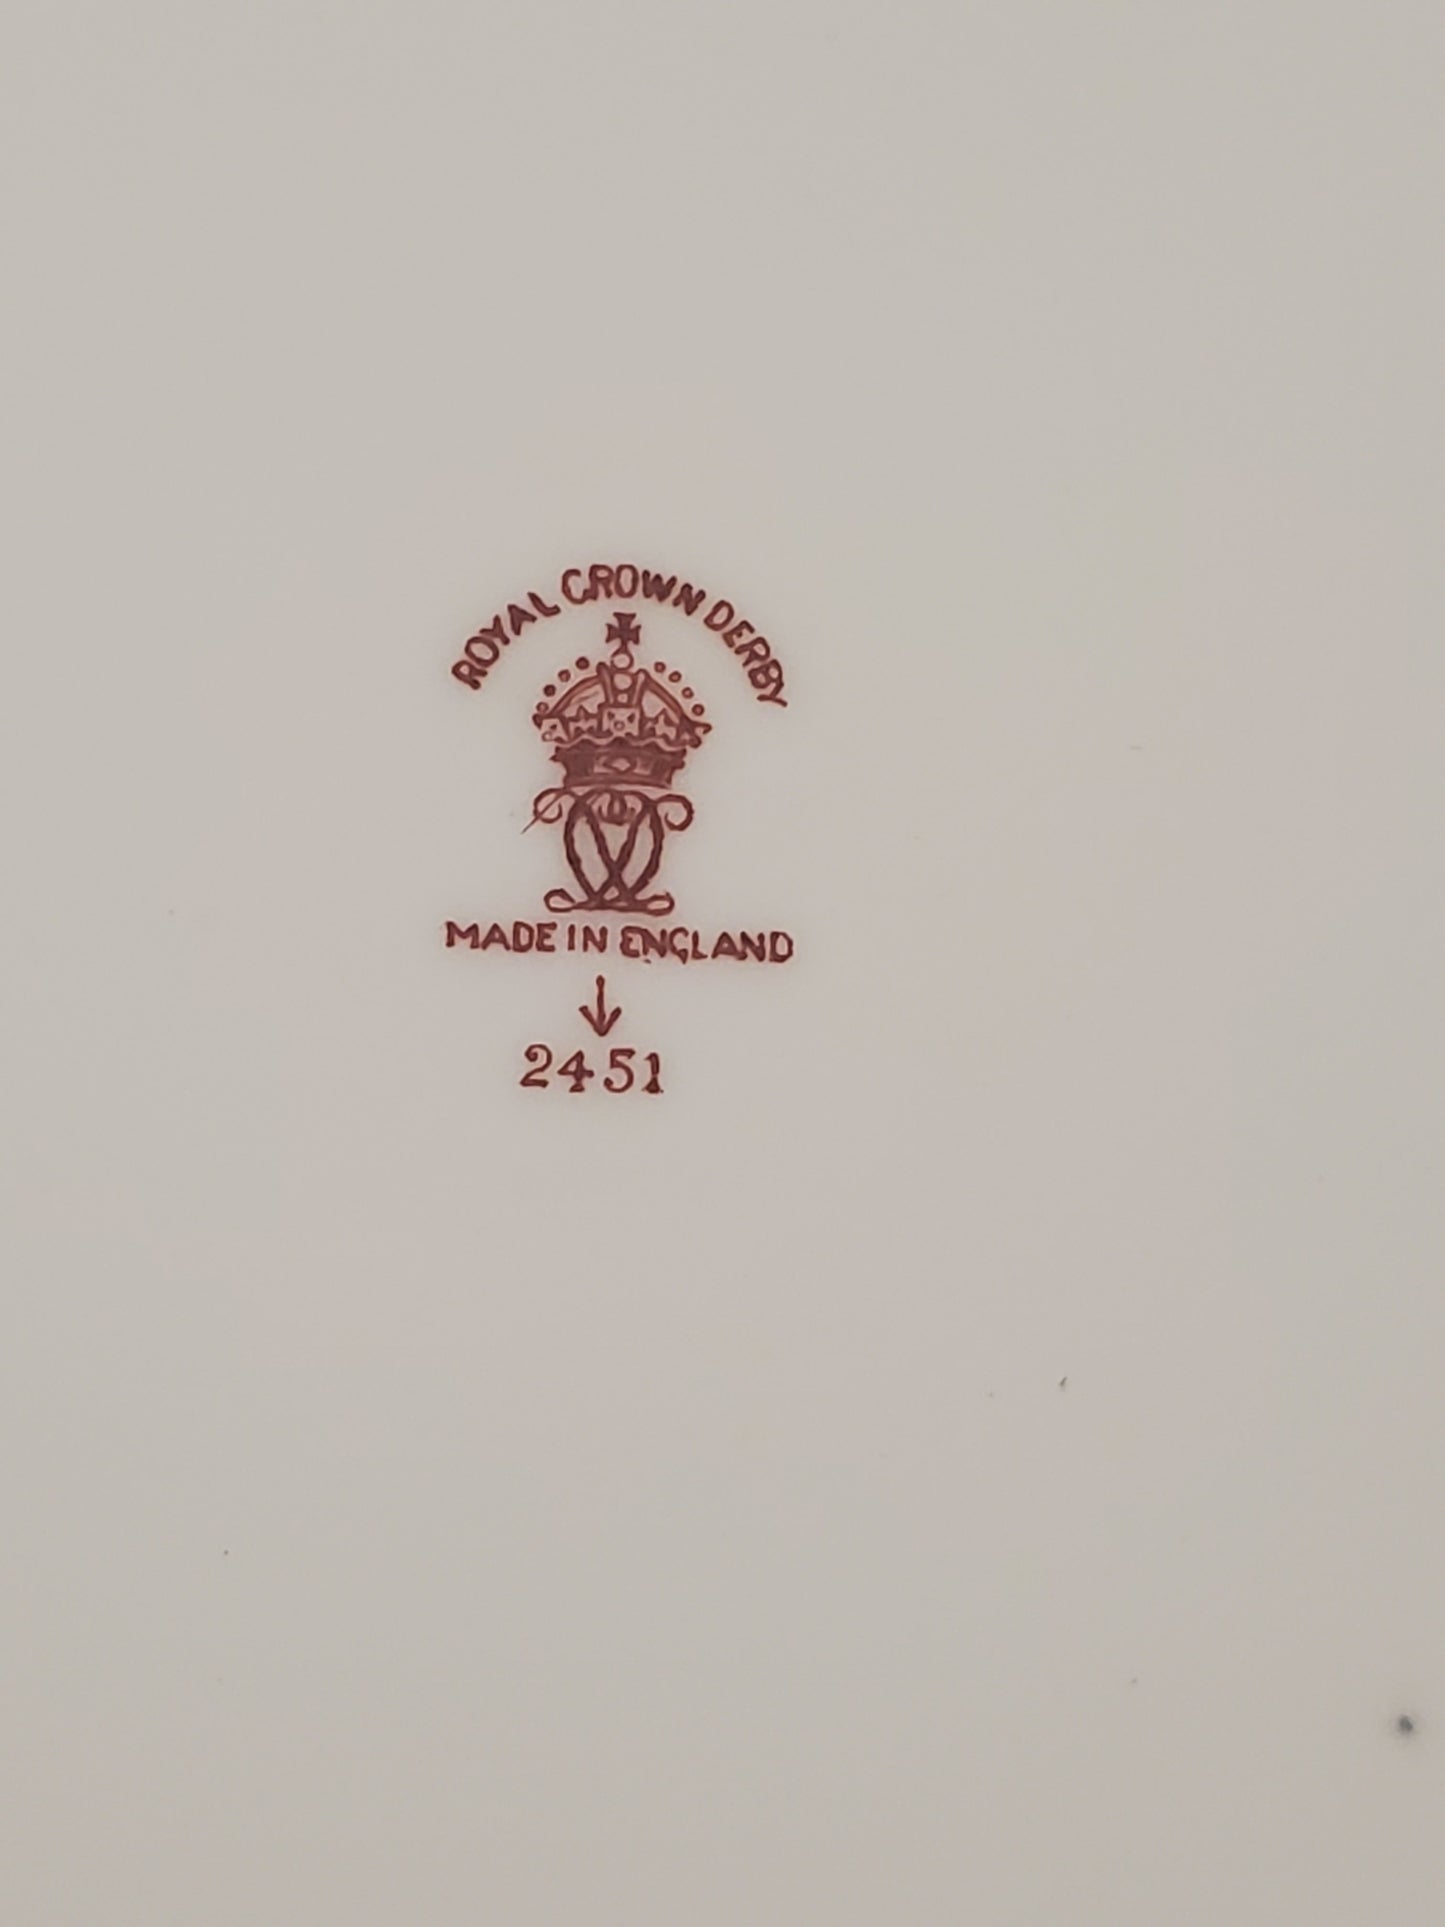 ROYAL CROWN DERBY
MADE IN ENGLAND
2451